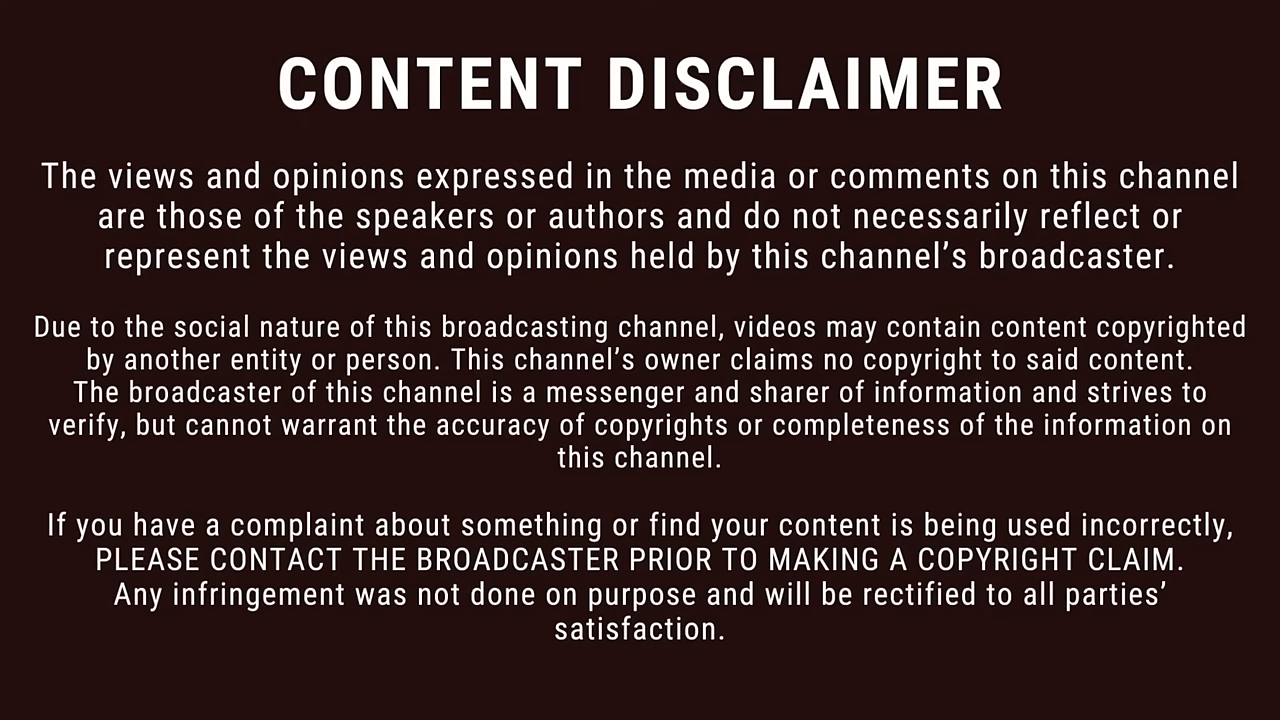 CONTENT DISCLAIMER
The views and opinions expressed in the media or comments on this channel
are those of the speakers or authors and do not necessarily reflect or
represent the views and opinions held by this channel’s broadcaster.
Due to the social nature of this broadcasting channel, videos may contain content copyrighted
by another entity or person. This channel’s owner claims no copyright to said content.
The broadcaster of this channel is a messenger and sharer of information and strives to
verify, but cannot warrant the accuracy of copyrights or completeness of the information on
this channel.
If you have a complaint about something or find your content is being used incorrectly,
PLEASE CONTACT THE BROADCASTER PRIOR TO MAKING A COPYRIGHT CLAIM.
Any infringement was not done on purpose and will be rectified to all parties’
satisfaction.